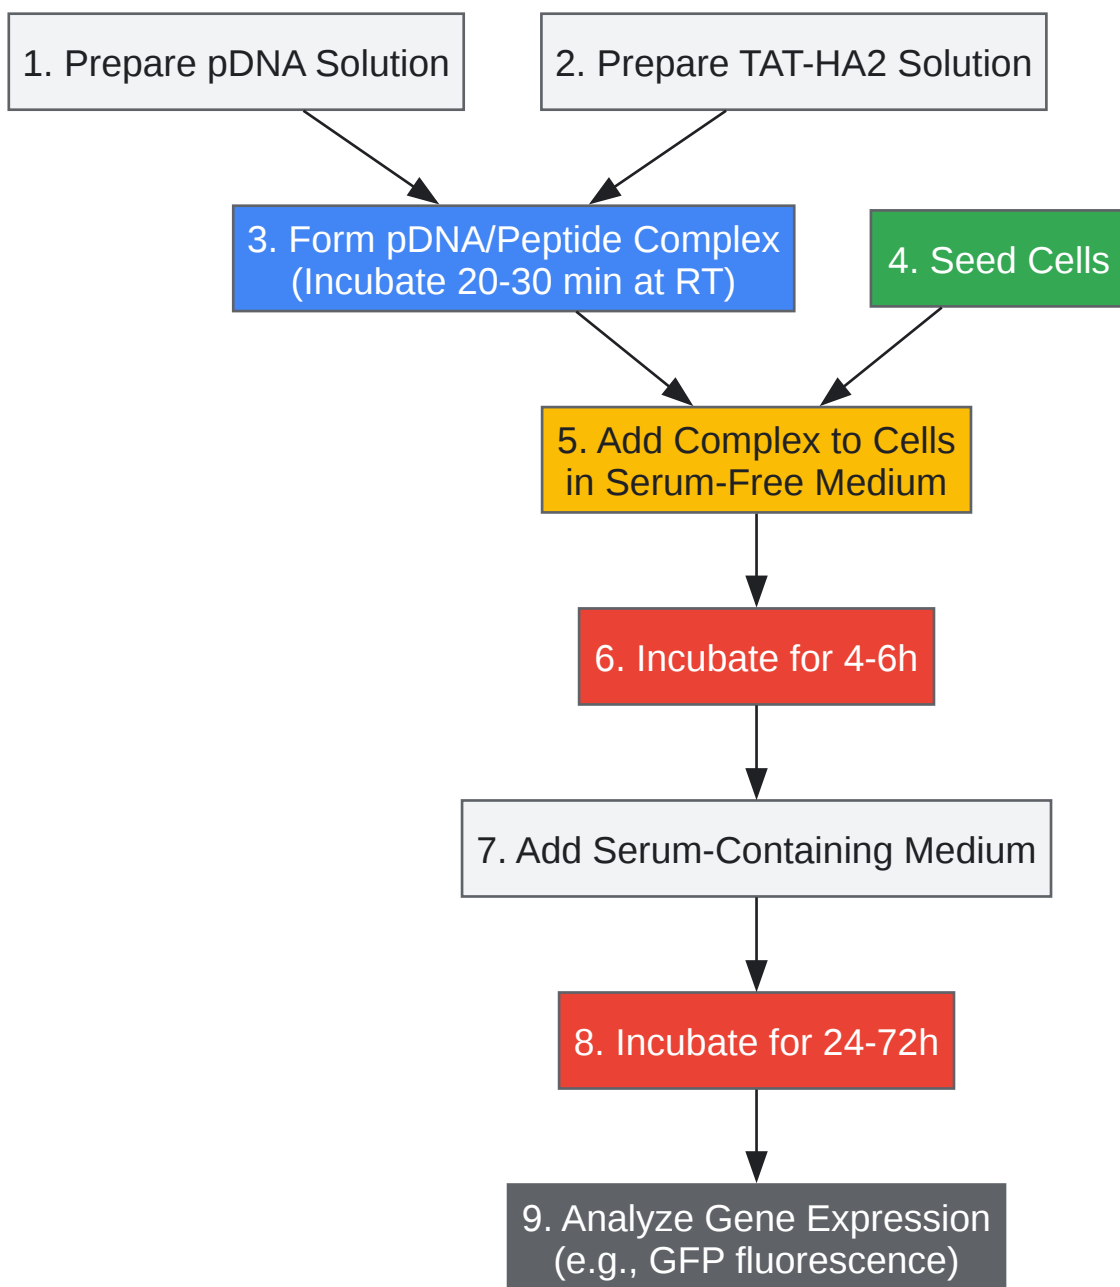 1. Prepare pDNA Solution
2. Prepare TAT-HA2 Solution
3. Form pDNA/Peptide Complex
(Incubate 20-30 min at RT)
4. Seed Cells
5. Add Complex to Cells
in Serum-Free Medium
6. Incubate for 4-6h
7. Add Serum-Containing Medium
8. Incubate for 24-72h
9. Analyze Gene Expression
(e.g., GFP fluorescence)